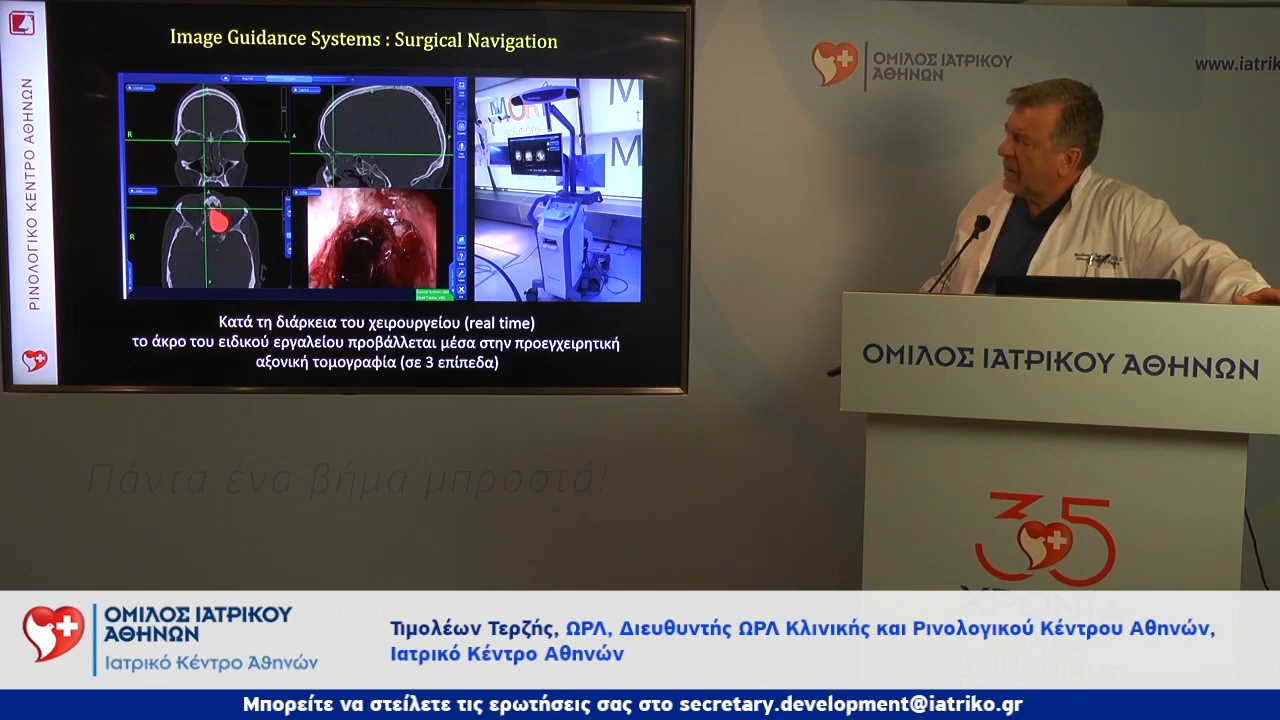 Image Guidance Systems : Surgical Navigation
ΡΙΝΟΛΟΓΙΚΟ ΚΕΝΤΡΟ ΑΘΗΝΩΝ
R
R
Κατά τη διάρκεια του χειρουργείου (real time)
το άκρο του ειδικού εργαλείου προβάλλεται μέσα στην προεγχειρητική
αξονική τομογραφία (σε 3 επίπεδα)
ΟΜΙΛΟΣ ΙΑΤΡΙΚΟΥ
ΑΘΗΝΩΝ
www.iatrik
ΟΜΙΛΟΣ ΙΑΤΡΙΚΟΥ ΑΘΗΝΩΝ
Πάντα ένα βήμα μπροστά!
35
ΧΡΟΝΙΑ
ΟΜΙΛΟΣ ΙΑΤΡΙΚΟΥ
ΑΘΗΝΩΝ
Ιατρικό Κέντρο Αθηνών
Τιμολέων Τερζής, ΩΡΛ, Διευθυντής ΩΡΛ Κλινικής και Ρινολογικού Κέντρου Αθηνών,
Ιατρικό Κέντρο Αθηνών
Μπορείτε να στείλετε τις ερωτήσεις σας στο secretary.development@iatriko.gr